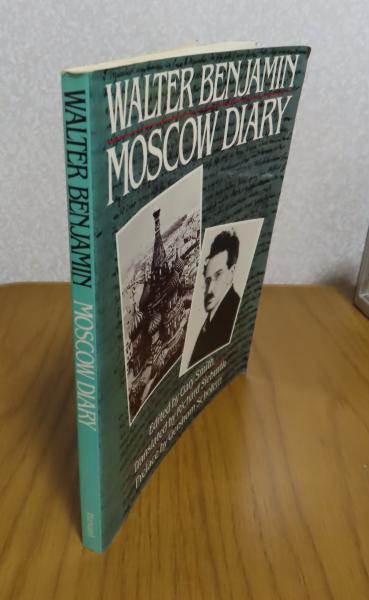 WALTER BENJAMIN
MOSCOW DIARY
Edited by Gary Smith
Translated by Richard Sieburth
Preface by Gershom Scholem
WALTER BENJAMIN MOSCOW DIARY